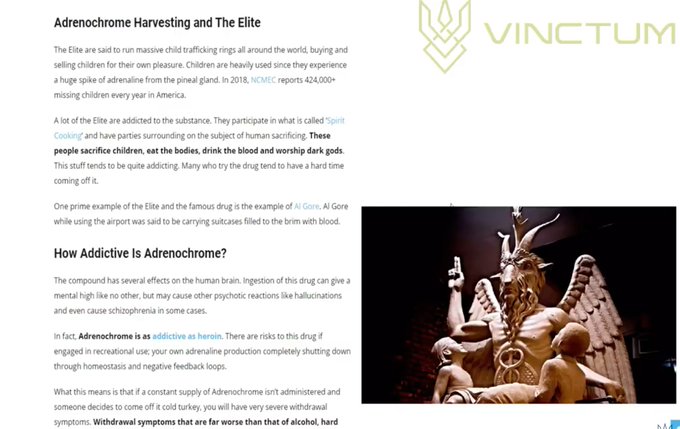 VINCTUM
Adrenochrome Harvesting and The Elite
The Elite are said to run massive child trafficking rings all around the world, buying and
selling children for their own pleasure. Children are heavily used since they experience
a huge spike of adrenaline from the pineal gland. In 2018, NCMEC reports 424,000+
missing children every year in America.
A lot of the Elite are addicted to the substance. They participate in what is called 'Spirit
Cooking' and have parties surrounding on the subject of human sacrificing. These
people sacrifice children, eat the bodies, drink the blood and worship dark gods.
This stuff tends to be quite addicting. Many who try the drug tend to have a hard time
coming off it.
One prime example of the Elite and the famous drug is the example of Al Gore. Al Gore
while using the airport was said to be carrying suitcases filled to the brim with blood.
How Addictive Is Adrenochrome?
The compound has several effects on the human brain. Ingestion of this drug can give a
mental high like no other, but may cause other psychotic reactions like hallucinations
and even cause schizophrenia in some cases.
In fact, Adrenochrome is as addictive as heroin. There are risks to this drug if
engaged in recreational use; your own adrenaline production completely shutting down
through homeostasis and negative feedback loops.
What this means is that if a constant supply of Adrenochrome isn't administered and
someone decides to come off it cold turkey, you will have very severe withdrawal
symptoms. Withdrawal symptoms that are far worse than that of alcohol, hard